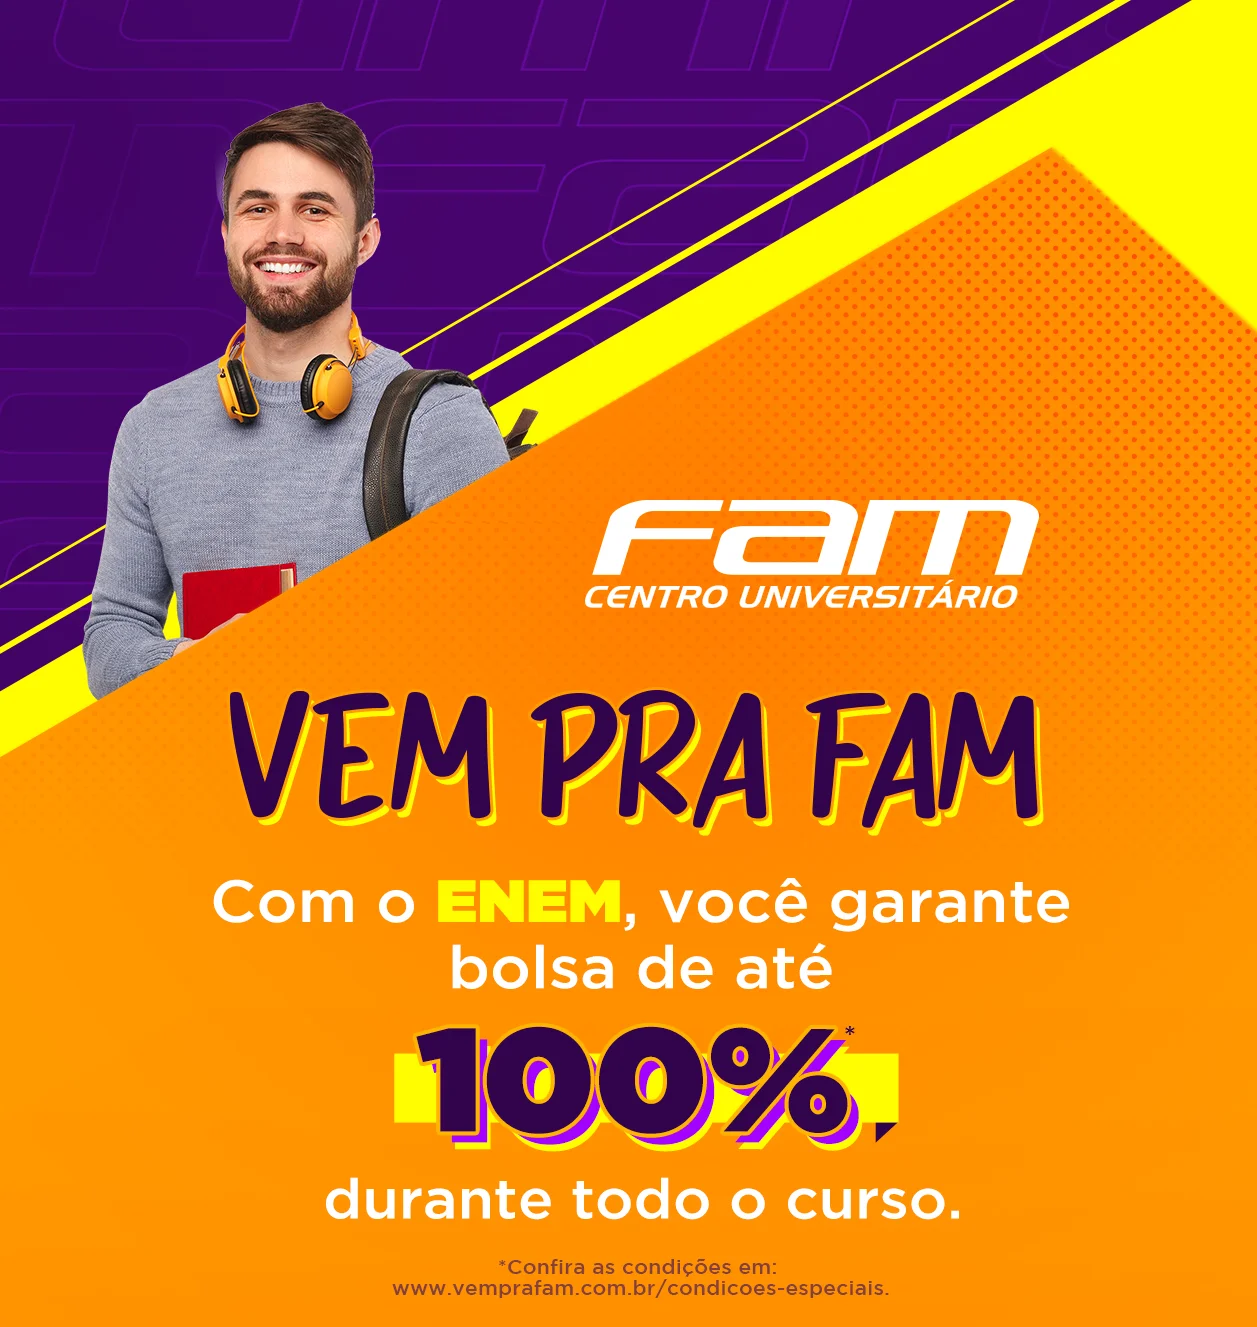 Fam
CENTRO UNIVERSITÁRIO
VEM PRA FAM
Com o ENEM, você garante
bolsa de até
100%*
durante todo o curso.
*Confira as condições em:
www.vemprafam.com.br/condicoes-especiais.